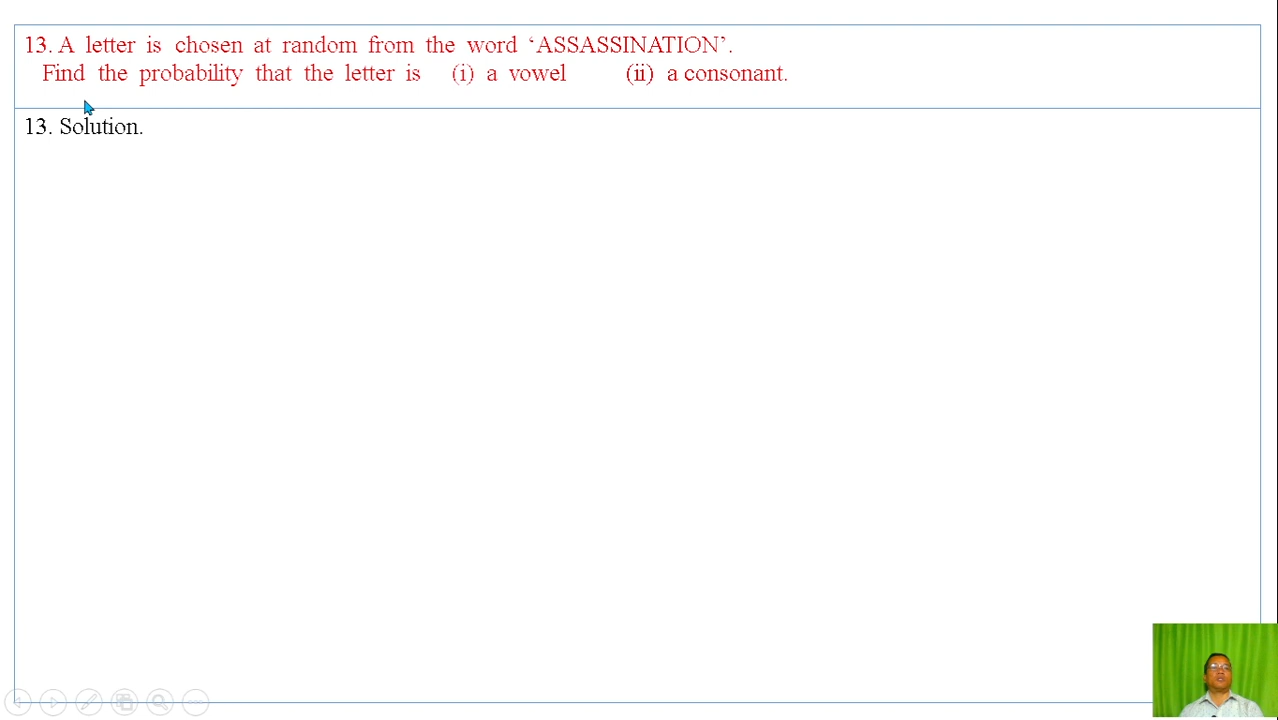 13. A letter is chosen at random from the word ‘ASSASSINATION’.
Find the probability that the letter is (i) a vowel (ii) a consonant.
13. Solution.